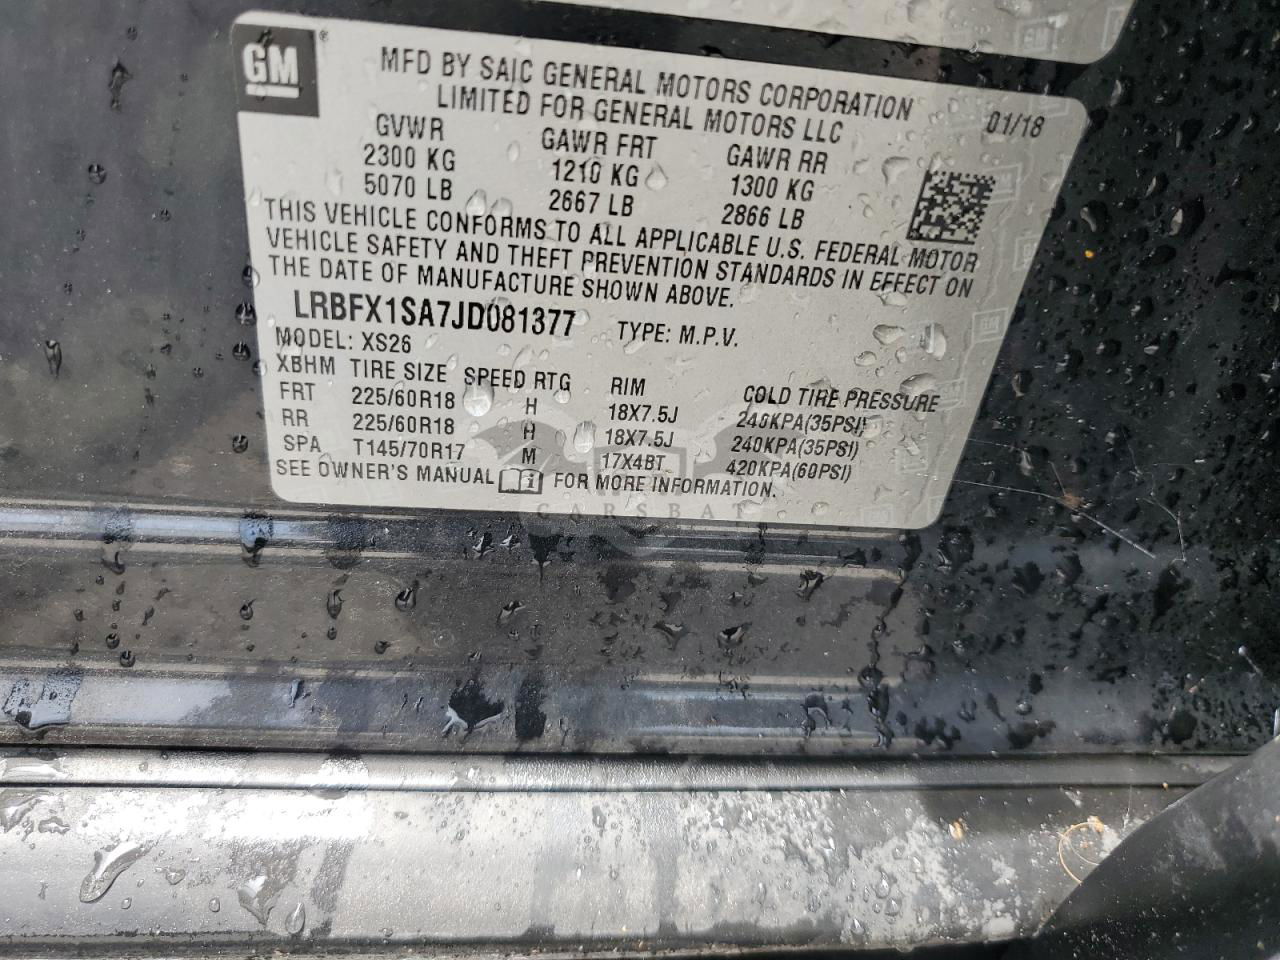 GM
MFD BY SAIC GENERAL MOTORS CORPORATION
LIMITED FOR GENERAL MOTORS LLC
01/18
GVWR GAWR FRT GAWR RR
2300 KG 1210 KG 1300 KG
5070 LB 2667 LB 2866 LB
THIS VEHICLE CONFORMS TO ALL APPLICABLE U.S. FEDERAL MOTOR
VEHICLE SAFETY AND THEFT PREVENTION STANDARDS IN EFFECT ON
THE DATE OF MANUFACTURE SHOWN ABOVE.
LRBFX1SA7JD081377 TYPE: M.P.V.
MODEL: XS26
XBHM TIRE SIZE SPEED RTG RIM COLD TIRE PRESSURE
FRT 225/60R18 H 18X7.5J 240KPA(35PSI)
RR 225/60R18 H 18X7.5J 240KPA(35PSI)
SPA T145/70R17 M 17X4BT 420KPA(60PSI)
SEE OWNER'S MANUAL FOR MORE INFORMATION.
CARSBAT